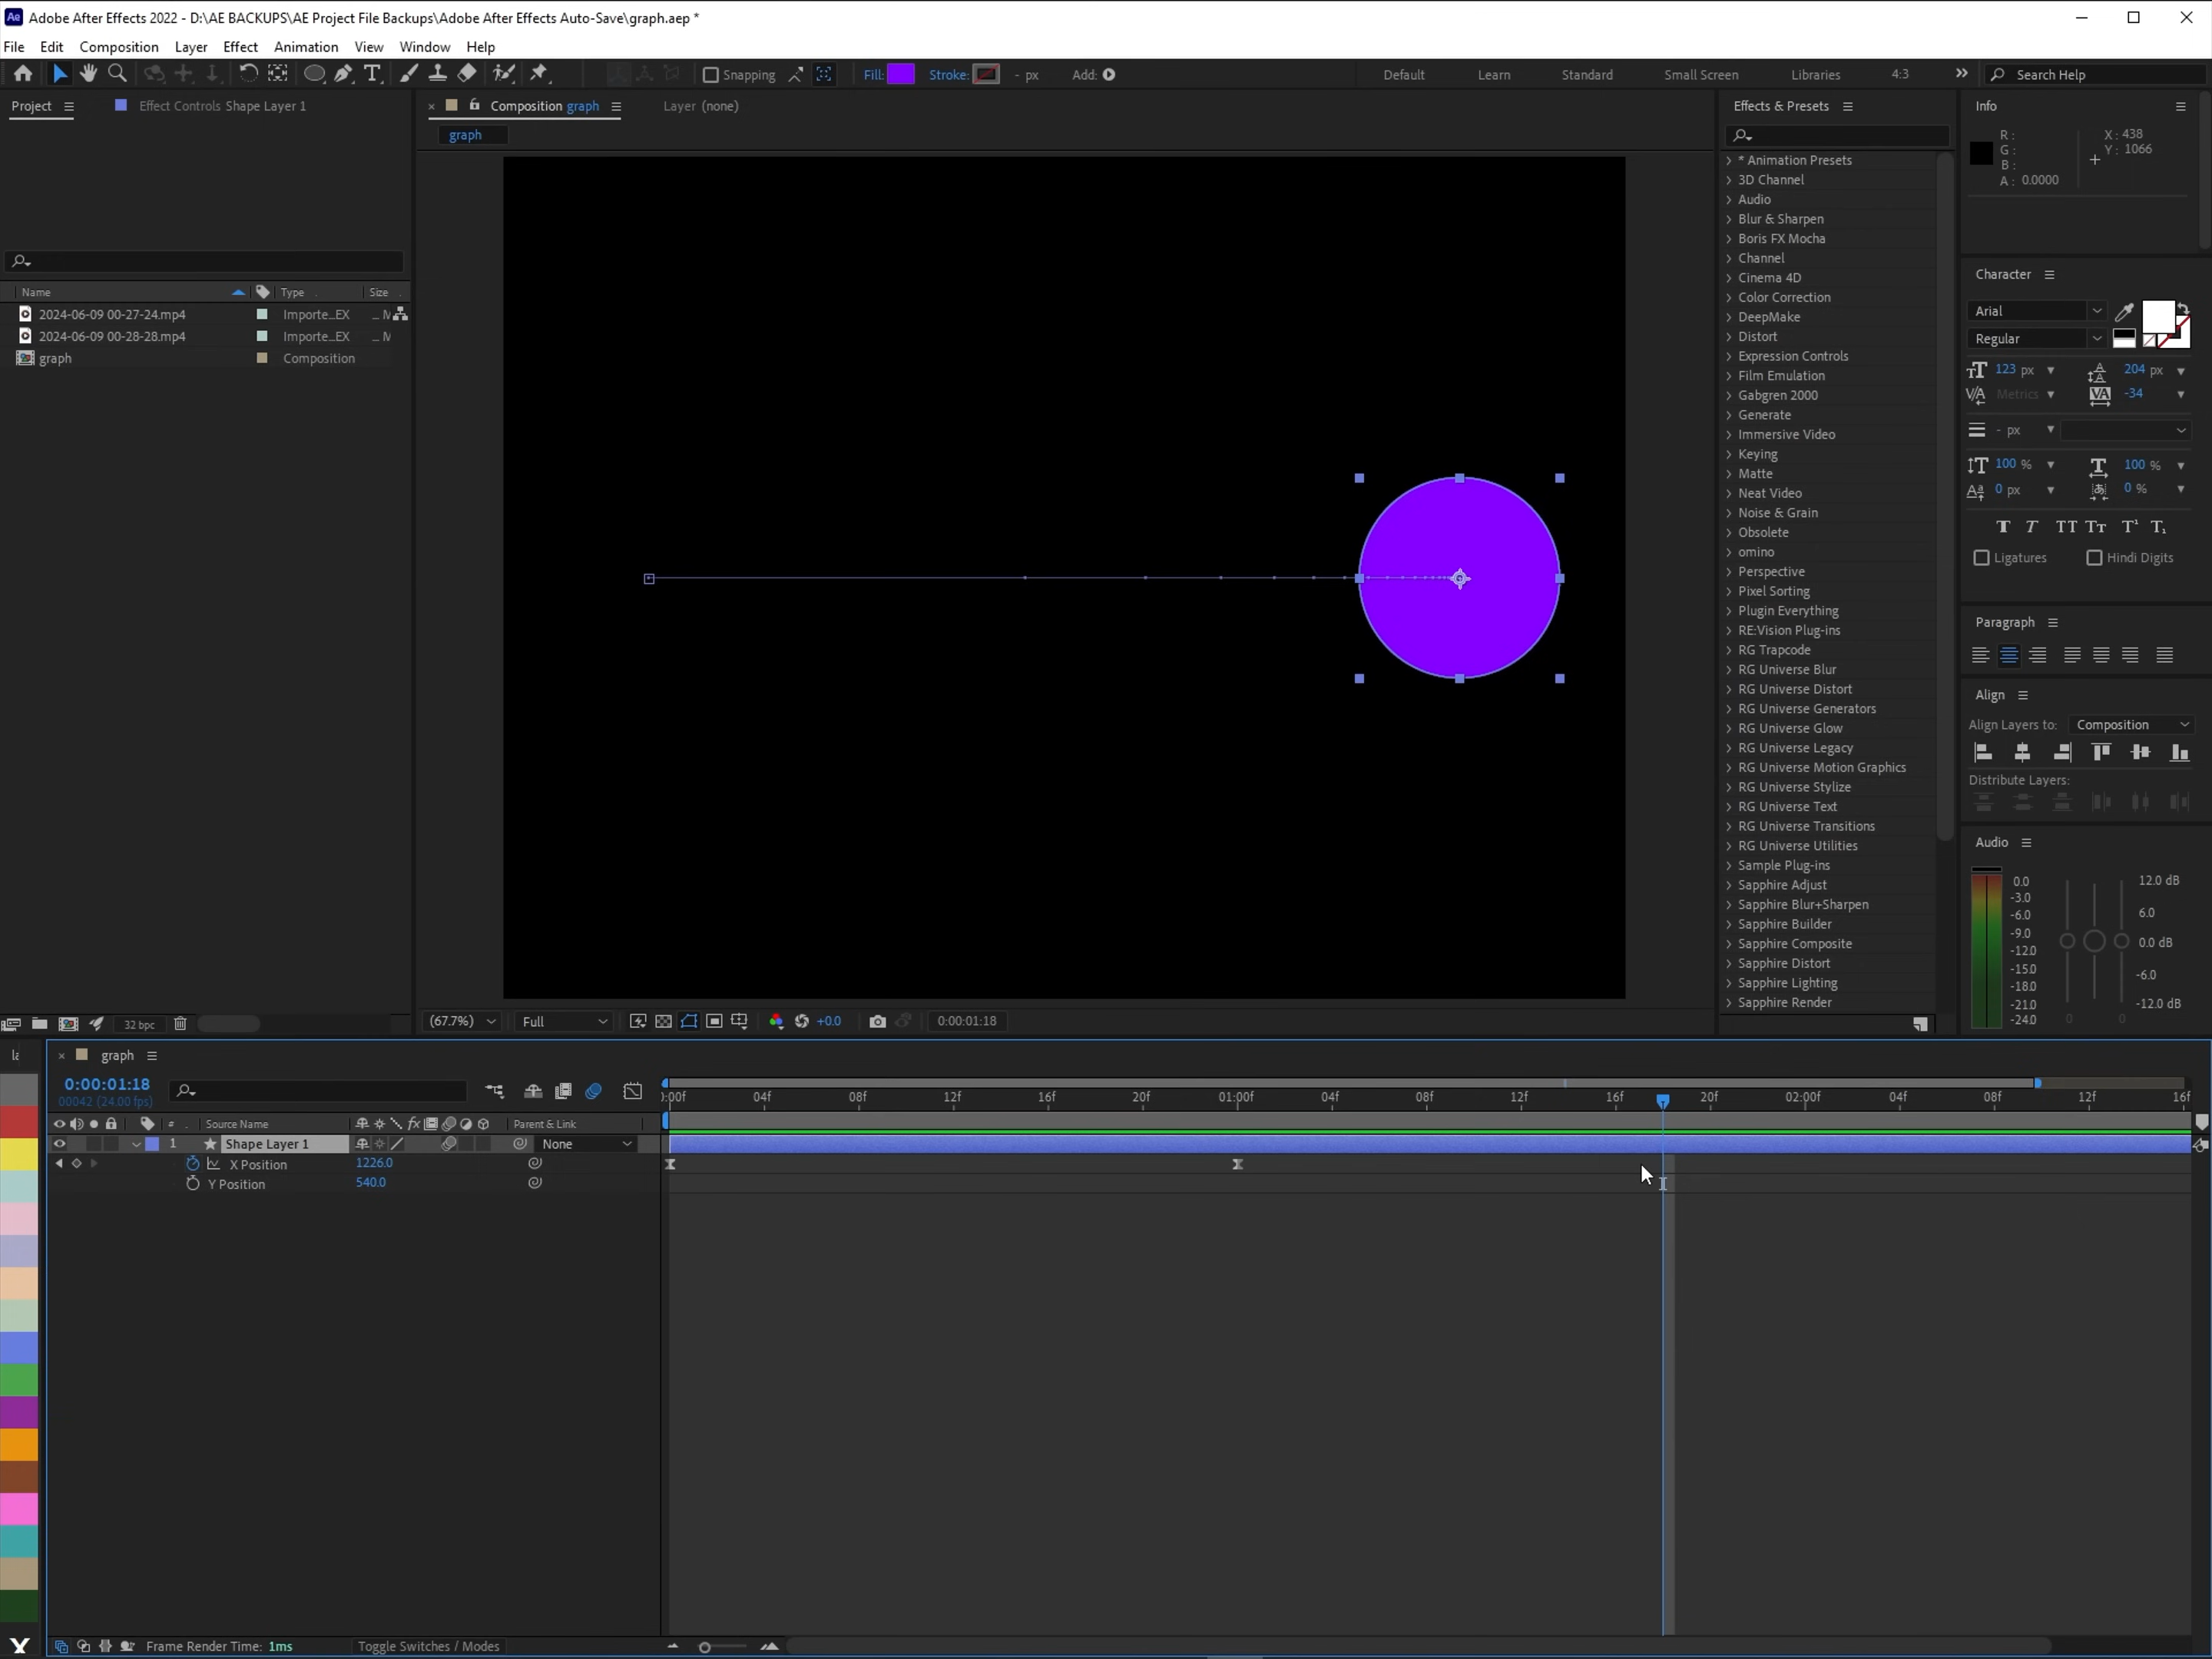 Adobe After Effects 2022 - D:\AE BACKUPS\AE Project File Backups\Adobe After Effects Auto-Save\graph.aep *
File Edit Composition Layer Effect Animation View Window Help
Snapping Fill: Stroke: - px Add: Default Learn Standard Small Screen Libraries 4:3 Search Help
Project Effect Controls Shape Layer 1
Composition graph Layer (none)
graph
Name Type Size
2024-06-09 00-27-24.mp4 Importe...EX ... M
2024-06-09 00-28-28.mp4 Importe...EX ... M
graph Composition
32 bpc
(67.7%) Full +0.0 0:00:01:18
Effects & Presets
* Animation Presets
3D Channel
Audio
Blur & Sharpen
Boris FX Mocha
Channel
Cinema 4D
Color Correction
DeepMake
Distort
Expression Controls
Film Emulation
Gabgren 2000
Generate
Immersive Video
Keying
Matte
Neat Video
Noise & Grain
Obsolete
omino
Perspective
Pixel Sorting
Plugin Everything
RE:Vision Plug-ins
RG Trapcode
RG Universe Blur
RG Universe Distort
RG Universe Generators
RG Universe Glow
RG Universe Legacy
RG Universe Motion Graphics
RG Universe Stylize
RG Universe Text
RG Universe Transitions
RG Universe Utilities
Sample Plug-ins
Sapphire Adjust
Sapphire Blur+Sharpen
Sapphire Builder
Sapphire Composite
Sapphire Distort
Sapphire Lighting
Sapphire Render
Info
R : X : 438
G : Y : 1066
B :
A : 0.0000
Character
Arial
Regular
123 px 204 px
Metrics -34
- px
100 % 100 %
0 px 0 %
Ligatures Hindi Digits
Paragraph
Align
Align Layers to: Composition
Distribute Layers:
Audio
0.0 12.0 dB
-3.0
-6.0 6.0
-9.0
-12.0 0.0 dB
-15.0 -6.0
-18.0
-21.0 -12.0 dB
-24.0 0 0
graph
0:00:01:18
00042 (24.00 fps)
):00f 04f 08f 12f 16f 20f 01:00f 04f 08f 12f 16f 20f 02:00f 04f 08f 12f 16f
# Source Name fx Parent & Link
1 Shape Layer 1 None
X Position 1226.0
Y Position 540.0
Frame Render Time: 1ms Toggle Switches / Modes